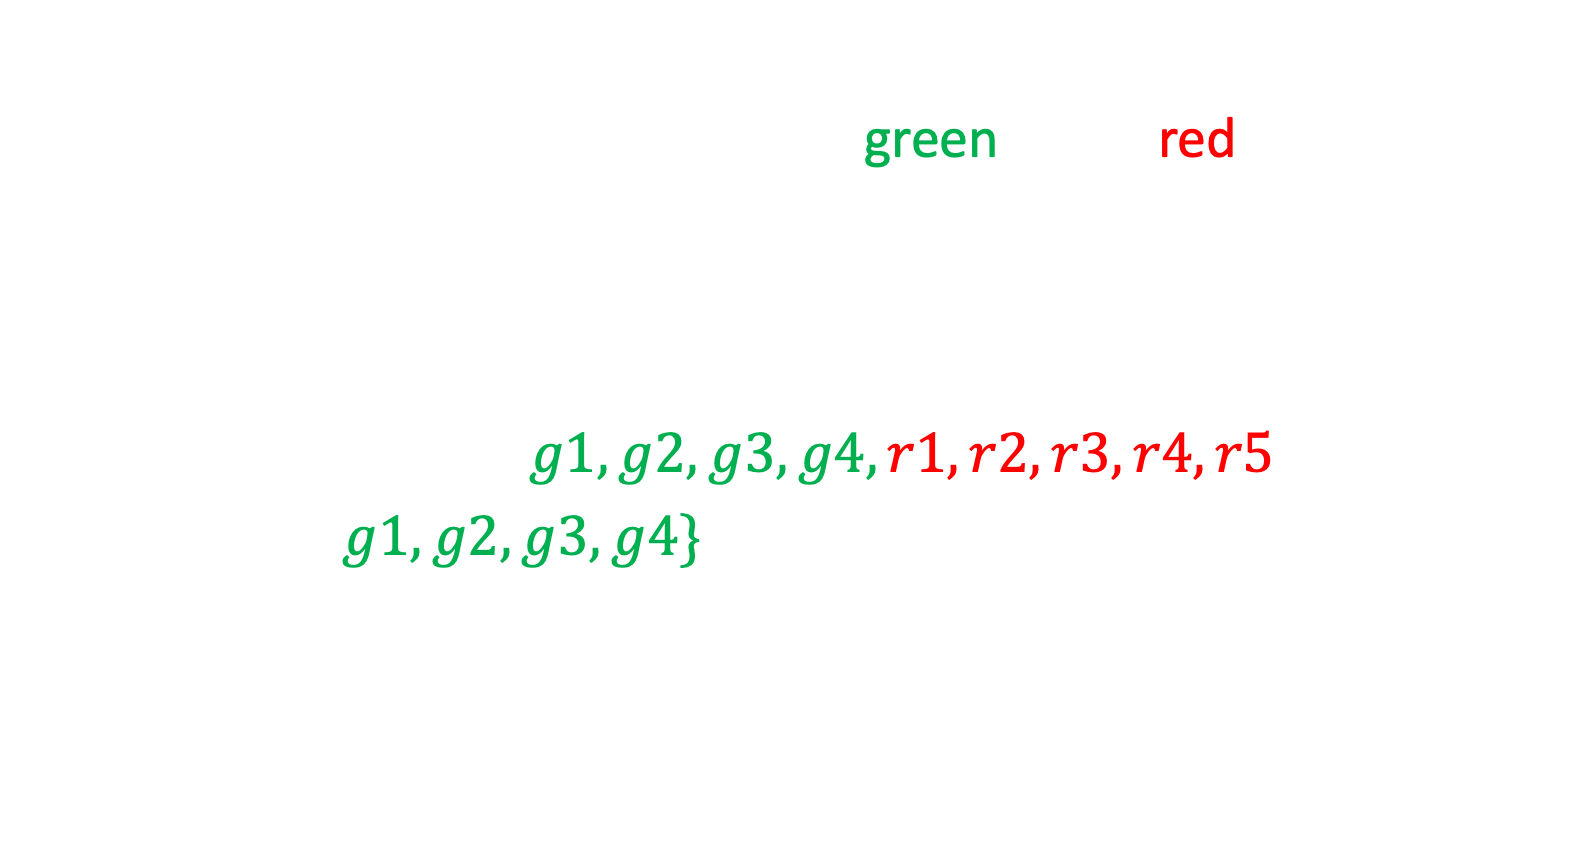 green red
g1, g2, g3, g4, r1, r2, r3, r4, r5
g1, g2, g3, g4}